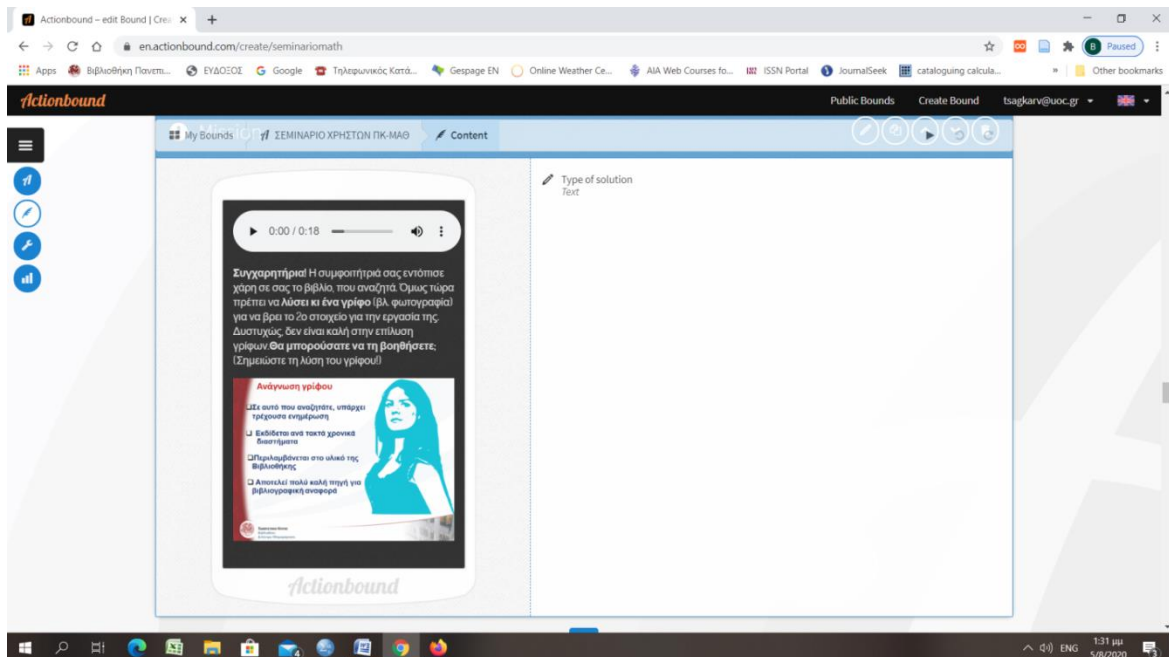 Actionbound – edit Bound | Crea
en.actionbound.com/create/seminariomath
Paused
B
Apps
Βιβλιοθήκη Πανεπι...
ΕΥΔΟΞΟΣ
Google
Τηλεφωνικός Κατά...
Gespage EN
Online Weather Ce...
AIA Web Courses fo...
ISSN Portal
JournalSeek
cataloguing calcula...
»
Other bookmarks
Actionbound
Public Bounds
Create Bound
tsagkarv@uoc.gr
My Bounds
ΣΕΜΙΝΑΡΙΟ ΧΡΗΣΤΩΝ ΠΚ-ΜΑΘ
Content
Type of solution
Text
0:00 / 0:18
Συγχαρητήρια! Η συμφοιτήτριά σας εντόπισε
χάρη σε σας το βιβλίο, που αναζητά. Όμως τώρα
πρέπει να λύσει κι ένα γρίφο (βλ. φωτογραφία)
για να βρει το 2ο στοιχείο για την εργασία της.
Δυστυχώς, δεν είναι καλή στην επίλυση
γρίφων.Θα μπορούσατε να τη βοηθήσετε;
(Σημειώστε τη λύση του γρίφου!)
Ανάγνωση γρίφου
Σε αυτό που αναζητάτε, υπάρχει
τρέχουσα ενημέρωση
Εκδίδεται ανά τακτά χρονικά
διαστήματα
Περιλαμβάνεται στο υλικό της
Βιβλιοθήκης
Αποτελεί πολύ καλή πηγή για
βιβλιογραφική αναφορά
Actionbound
ENG
1:31 μμ
5/8/2020